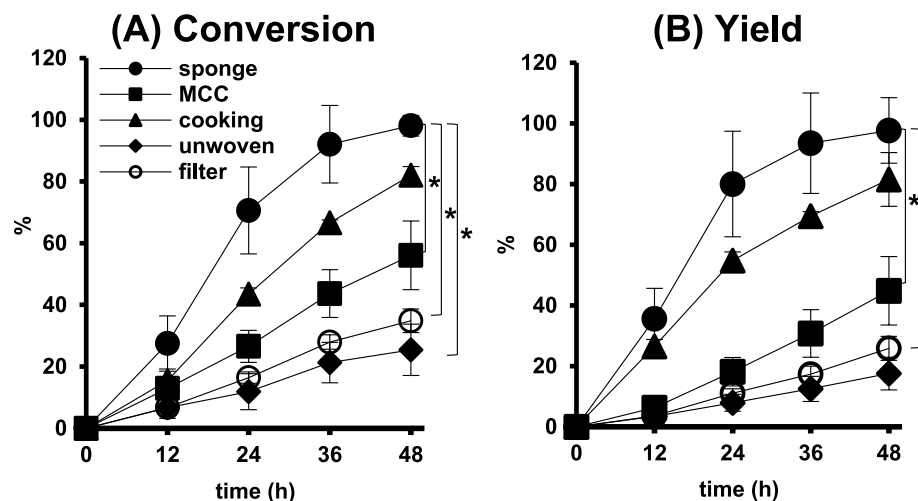 (A) Conversion
120
100
80
60
40
20
0
%
sponge
MCC
cooking
unwoven
filter
*
*
*
0 12 24 36 48
time (h)
(B) Yield
120
100
80
60
40
20
0
%
*
0 12 24 36 48
time (h)